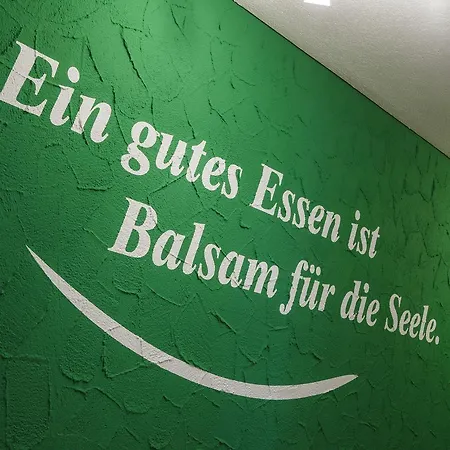 Ein gutes Essen ist
Balsam für die Seele.